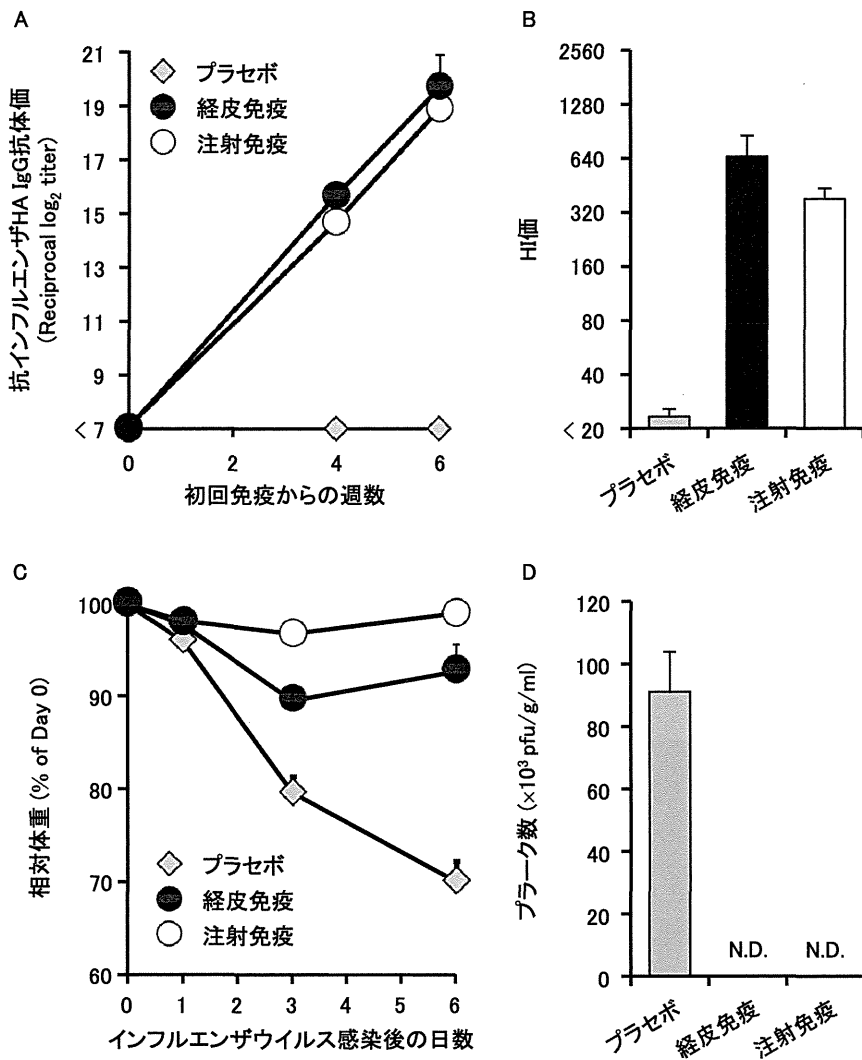 A
抗インフルエンザHA IgG抗体価
(Reciprocal log2 titer)
21
19
17
15
13
11
9
<7
プラセボ
経皮免疫
注射免疫
0 2 4 6
初回免疫からの週数
B
HI価
2560
1280
640
320
160
80
40
<20
プラセボ
経皮免疫
注射免疫
C
相対体重 (% of Day 0)
100
90
80
70
60
プラセボ
経皮免疫
注射免疫
0 1 2 3 4 5 6
インフルエンザウイルス感染後の日数
D
プラーク数 (×10³ pfu/g/ml)
120
100
80
60
40
20
0
N.D. N.D.
プラセボ
経皮免疫
注射免疫